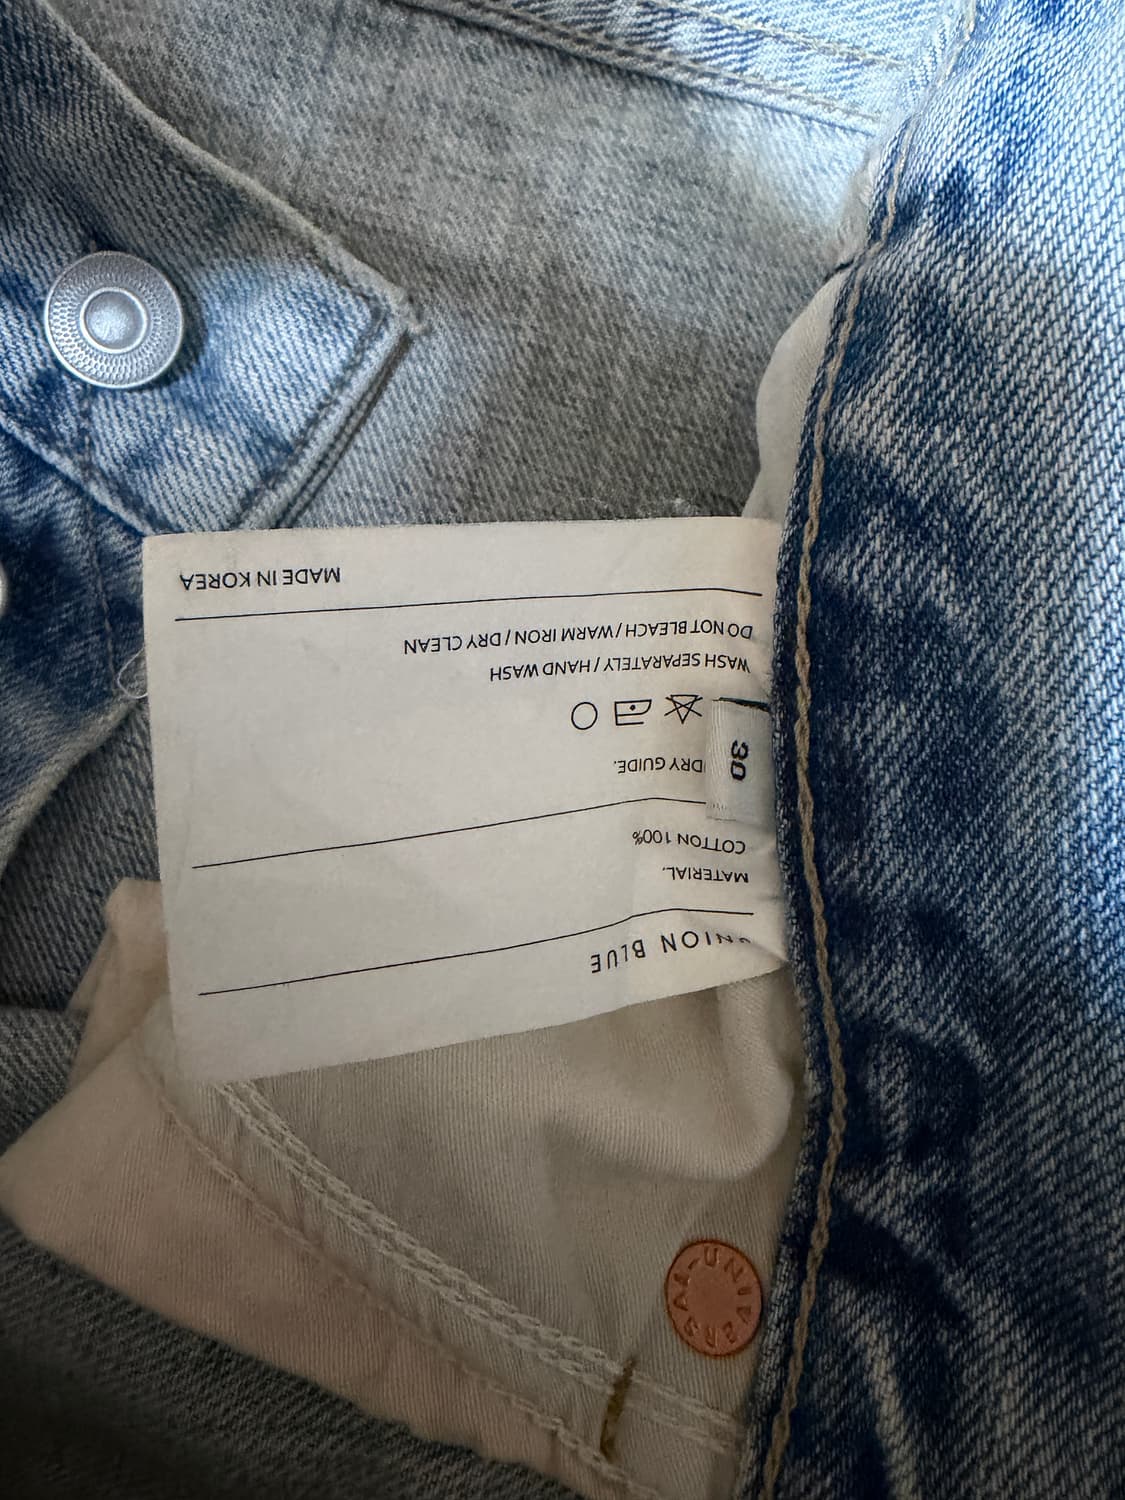 UNION BLUE
MATERIAL.
COTTON 100%
DRY GUIDE.
30
WASH SEPARATELY / HAND WASH
DO NOT BLEACH / WARM IRON / DRY CLEAN
MADE IN KOREA
UNIVERSAL